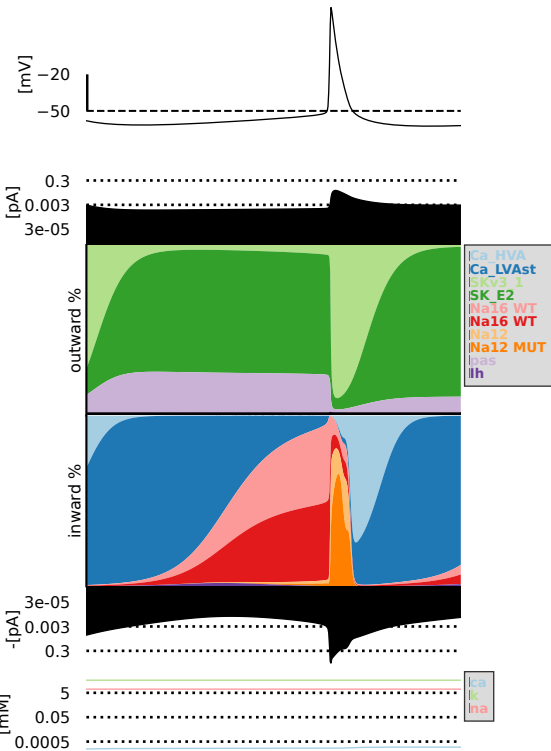 [mV]
−20
−50
[pA]
0.3
0.003
3e-05
outward %
Ca_HVA
Ca_LVAst
SKv3_1
SK_E2
Na16 WT
Na16 WT
Na12
Na12 MUT
pas
Ih
inward %
-[pA]
3e-05
0.003
0.3
[mM]
5
0.05
0.0005
ca
k
na